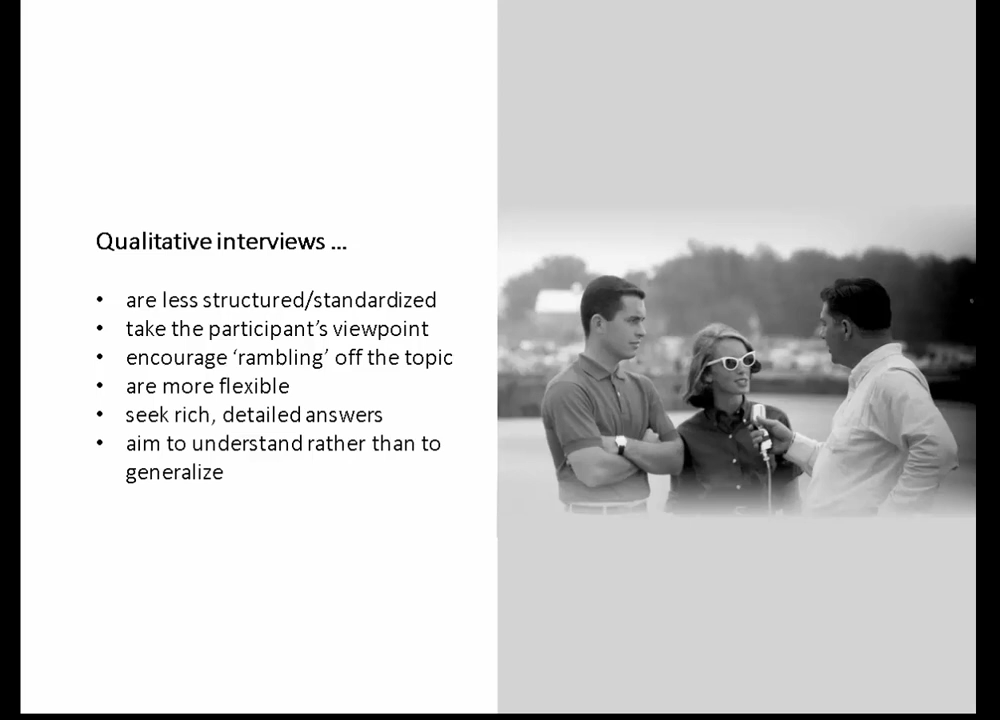 Qualitative interviews ...
• are less structured/standardized
• take the participant’s viewpoint
• encourage ‘rambling’ off the topic
• are more flexible
• seek rich, detailed answers
• aim to understand rather than to
generalize